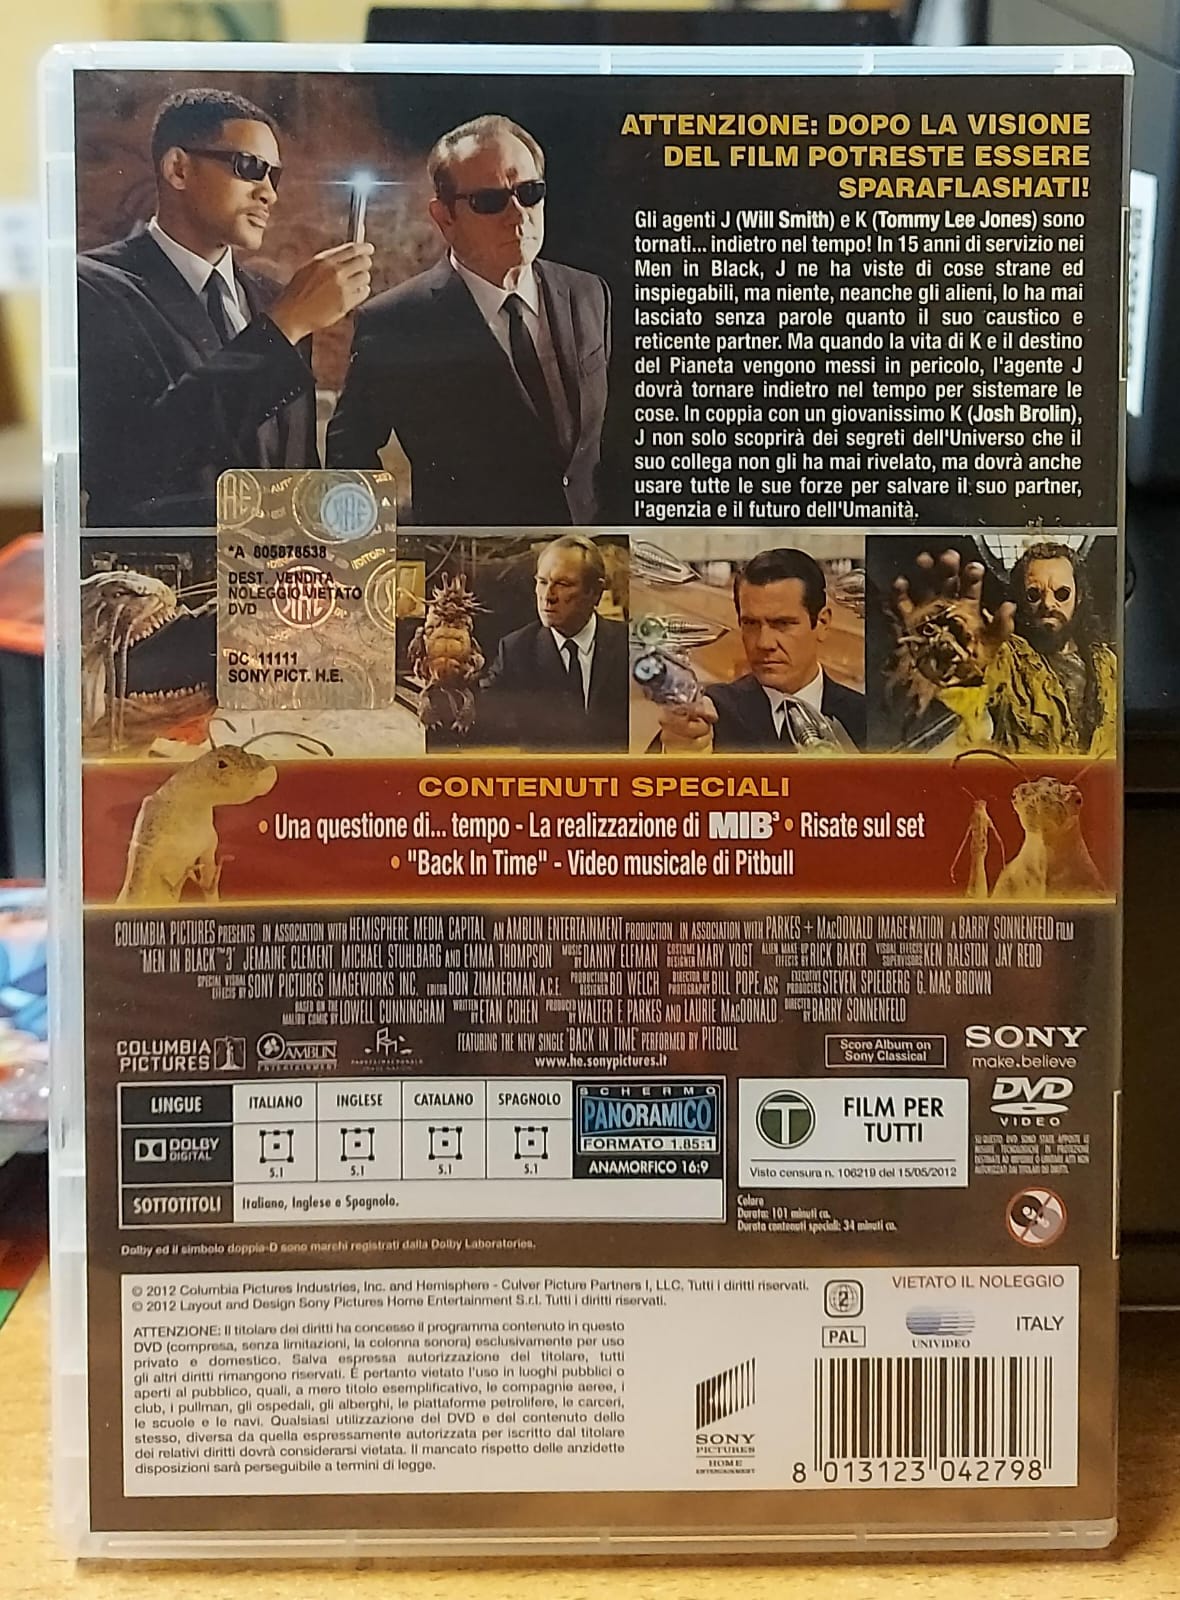 ATTENZIONE: DOPO LA VISIONE
DEL FILM POTRESTE ESSERE
SPARAFLASHATI!
Gli agenti J (Will Smith) e K (Tommy Lee Jones) sono
tornati... indietro nel tempo! In 15 anni di servizio nei
Men in Black, J ne ha viste di cose strane ed
inspiegabili, ma niente, neanche gli alieni, lo ha mai
lasciato senza parole quanto il suo caustico e
reticente partner. Ma quando la vita di K e il destino
del Pianeta vengono messi in pericolo, l'agente J
dovrà tornare indietro nel tempo per sistemare le
cose. In coppia con un giovanissimo K (Josh Brolin),
J non solo scoprirà dei segreti dell'Universo che il
suo collega non gli ha mai rivelato, ma dovrà anche
usare tutte le sue forze per salvare il suo partner,
l'agenzia e il futuro dell'Umanità.
*A 805878638
DEST. VENDITA
NOLEGGIO VIETATO
DVD
DC 11111
SONY PICT. H.E.
CONTENUTI SPECIALI
• Una questione di... tempo - La realizzazione di MIB³ • Risate sul set
• "Back In Time" - Video musicale di Pitbull
COLUMBIA PICTURES PRESENTS IN ASSOCIATION WITH HEMISPHERE MEDIA CAPITAL AN AMBLIN ENTERTAINMENT PRODUCTION IN ASSOCIATION WITH PARKES + MACDONALD IMAGE NATION A BARRY SONNENFELD FILM
"MEN IN BLACK™3" JEMAINE CLEMENT MICHAEL STUHLBARG AND EMMA THOMPSON MUSIC BY DANNY ELFMAN COSTUME DESIGNER MARY VOGT ALIEN MAKE-UP EFFECTS BY RICK BAKER VISUAL EFFECTS SUPERVISORS KEN RALSTON JAY REDD
SPECIAL VISUAL EFFECTS BY SONY PICTURES IMAGEWORKS INC. EDITOR DON ZIMMERMAN, A.C.E. PRODUCTION DESIGNER BO WELCH DIRECTOR OF PHOTOGRAPHY BILL POPE ASC EXECUTIVE PRODUCERS STEVEN SPIELBERG G. MAC BROWN
BASED ON THE MALIBU COMIC BY LOWELL CUNNINGHAM WRITTEN BY ETAN COHEN PRODUCED BY WALTER F. PARKES AND LAURIE MACDONALD DIRECTED BY BARRY SONNENFELD
FEATURING THE NEW SINGLE "BACK IN TIME" PERFORMED BY PITBULL
www.he.sonypictures.it
COLUMBIA
PICTURES
AMBLIN
ENTERTAINMENT
Score Album on
Sony Classical
SONY
make.believe
LINGUE ITALIANO INGLESE CATALANO SPAGNOLO
DOLBY
DIGITAL
5.1 5.1 5.1 5.1
SOTTOTITOLI Italiano, Inglese e Spagnolo.
SCHERMO
PANORAMICO
FORMATO 1.85:1
ANAMORFICO 16:9
T FILM PER
TUTTI
Visto censura n. 106219 del 15/05/2012
DVD
VIDEO
Colore
Durata: 101 minuti ca.
Durata contenuti speciali: 34 minuti ca.
Dolby ed il simbolo doppia-D sono marchi registrati dalla Dolby Laboratories.
© 2012 Columbia Pictures Industries, Inc. and Hemisphere - Culver Picture Partners I, LLC. Tutti i diritti riservati.
© 2012 Layout and Design Sony Pictures Home Entertainment S.r.l. Tutti i diritti riservati.
ATTENZIONE: Il titolare dei diritti ha concesso il programma contenuto in questo
DVD (compresa, senza limitazioni, la colonna sonora) esclusivamente per uso
privato e domestico. Salva espressa autorizzazione del titolare, tutti
gli altri diritti rimangono riservati. È pertanto vietato l'uso in luoghi pubblici o
aperti al pubblico, quali, a mero titolo esemplificativo, le compagnie aeree, i
club, i pullman, gli ospedali, gli alberghi, le piattaforme petrolifere, le carceri,
le scuole e le navi. Qualsiasi utilizzazione del DVD e del contenuto dello
stesso, diversa da quella espressamente autorizzata per iscritto dal titolare
dei relativi diritti dovrà considerarsi vietata. Il mancato rispetto delle anzidette
disposizioni sarà perseguibile a termini di legge.
2
PAL
VIETATO IL NOLEGGIO
UNIVIDEO
ITALY
SONY
PICTURES
HOME
ENTERTAINMENT
8 013123 042798